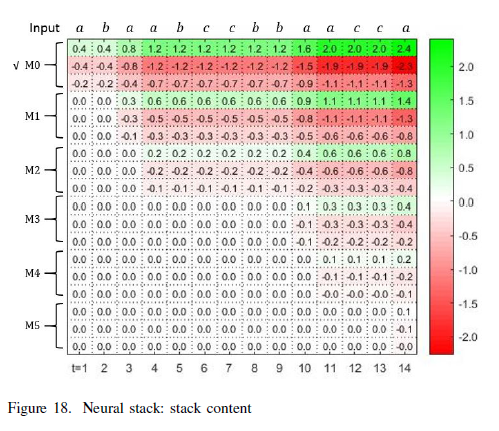 Input a b a a b c c b b a a c c a
0.4 0.4 0.8 1.2 1.2 1.2 1.2 1.2 1.2 1.6 2.0 2.0 2.0 2.4
√ M0 -0.4 -0.4 -0.8 -1.2 -1.2 -1.2 -1.2 -1.2 -1.2 -1.5 -1.9 -1.9 -1.9 -2.3
-0.2 -0.2 -0.4 -0.7 -0.7 -0.7 -0.7 -0.7 -0.7 -0.9 -1.1 -1.1 -1.1 -1.3
0.0 0.0 0.3 0.6 0.6 0.6 0.6 0.6 0.6 0.9 1.1 1.1 1.1 1.4
M1 0.0 0.0 -0.3 -0.5 -0.5 -0.5 -0.5 -0.5 -0.5 -0.8 -1.1 -1.1 -1.1 -1.3
0.0 0.0 -0.1 -0.3 -0.3 -0.3 -0.3 -0.3 -0.3 -0.5 -0.6 -0.6 -0.6 -0.8
0.0 0.0 0.0 0.2 0.2 0.2 0.2 0.2 0.2 0.4 0.6 0.6 0.6 0.8
M2 0.0 0.0 0.0 -0.2 -0.2 -0.2 -0.2 -0.2 -0.2 -0.4 -0.6 -0.6 -0.6 -0.8
0.0 0.0 0.0 -0.1 -0.1 -0.1 -0.1 -0.1 -0.1 -0.2 -0.3 -0.3 -0.3 -0.4
0.0 0.0 0.0 0.0 0.0 0.0 0.0 0.0 0.0 0.1 0.3 0.3 0.3 0.4
M3 0.0 0.0 0.0 0.0 0.0 0.0 0.0 0.0 0.0 -0.1 -0.3 -0.3 -0.3 -0.4
0.0 0.0 0.0 0.0 0.0 0.0 0.0 0.0 0.0 -0.1 -0.2 -0.2 -0.2 -0.2
0.0 0.0 0.0 0.0 0.0 0.0 0.0 0.0 0.0 0.0 0.1 0.1 0.1 0.2
M4 0.0 0.0 0.0 0.0 0.0 0.0 0.0 0.0 0.0 0.0 -0.1 -0.1 -0.1 -0.2
0.0 0.0 0.0 0.0 0.0 0.0 0.0 0.0 0.0 0.0 -0.0 -0.0 -0.0 -0.1
0.0 0.0 0.0 0.0 0.0 0.0 0.0 0.0 0.0 0.0 0.0 0.0 0.0 0.1
M5 0.0 0.0 0.0 0.0 0.0 0.0 0.0 0.0 0.0 0.0 0.0 0.0 0.0 -0.1
0.0 0.0 0.0 0.0 0.0 0.0 0.0 0.0 0.0 0.0 0.0 0.0 0.0 -0.0
t=1 2 3 4 5 6 7 8 9 10 11 12 13 14
2.0
1.5
1.0
0.5
0.0
-0.5
-1.0
-1.5
-2.0
Figure 18. Neural stack: stack content